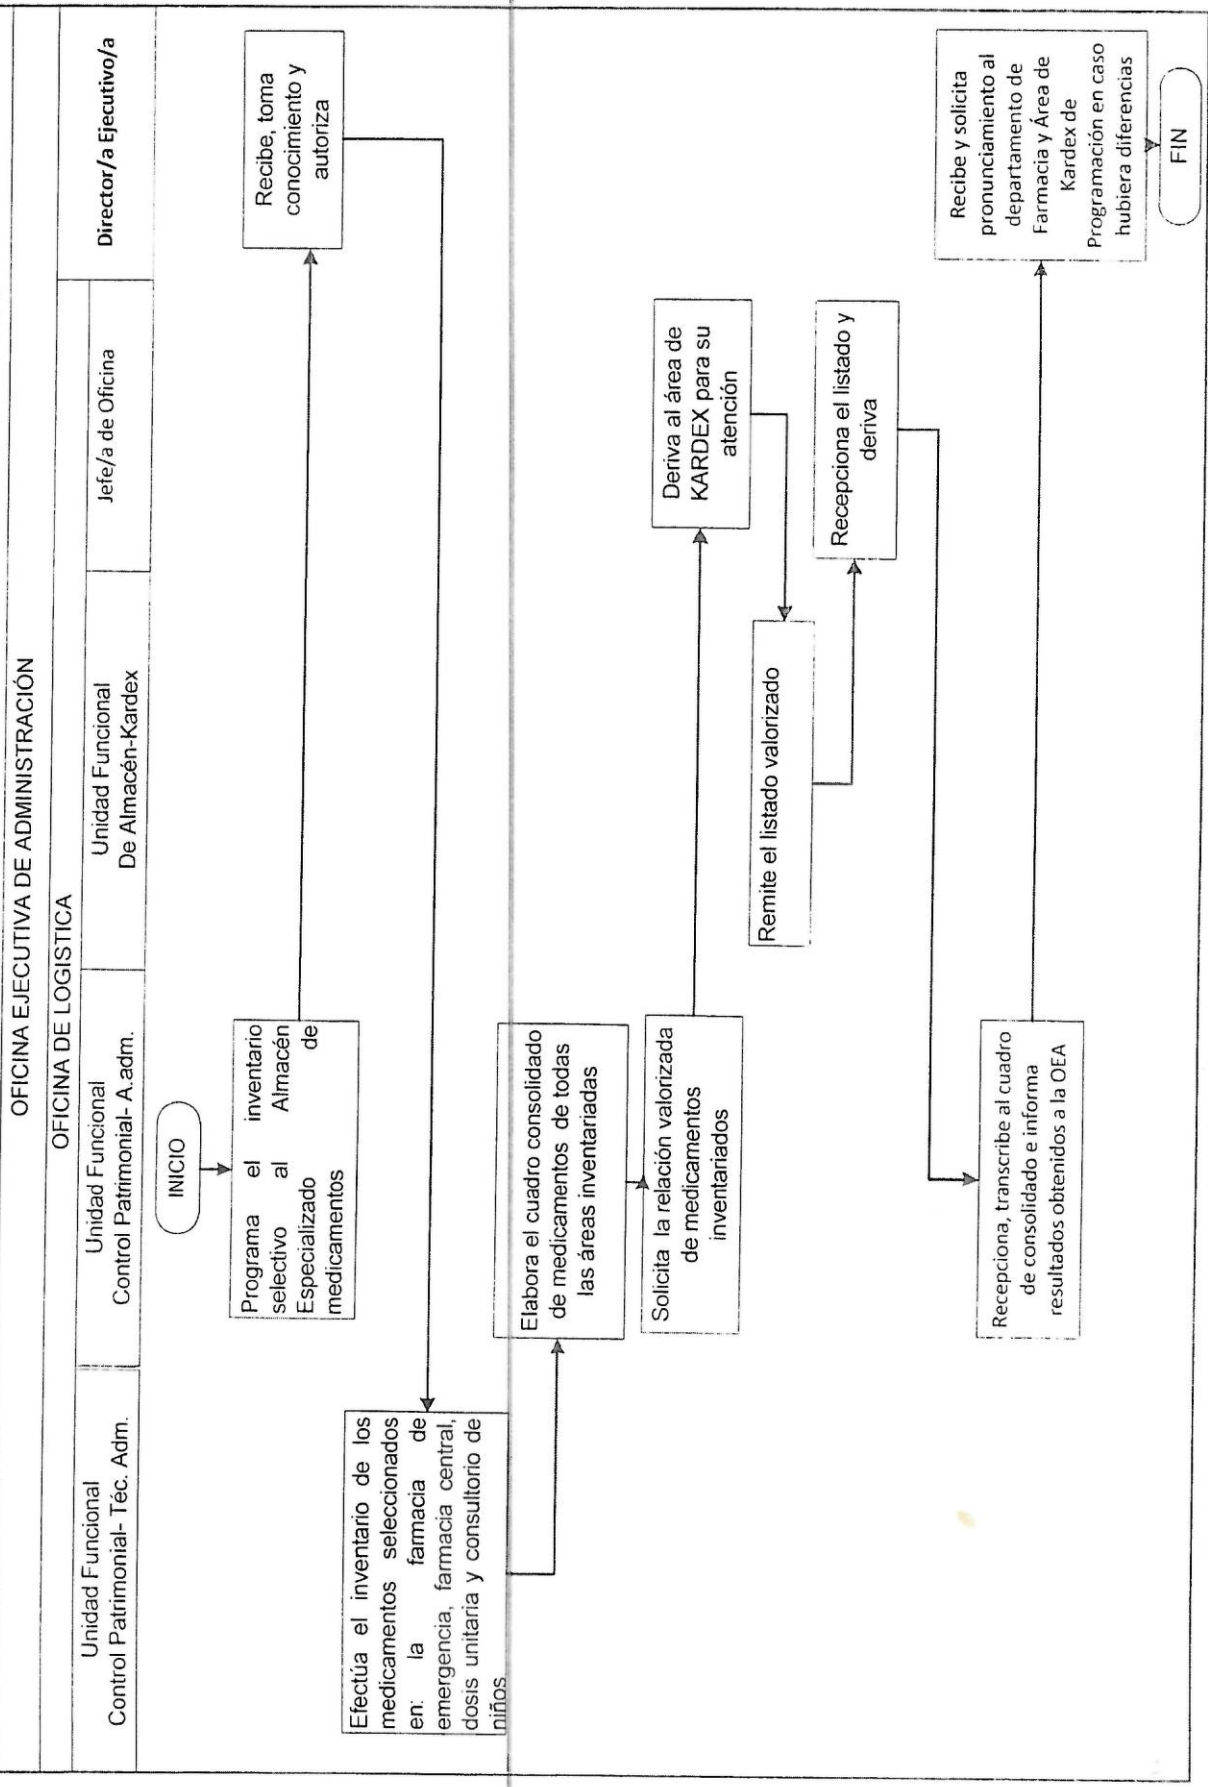 OFICINA EJECUTIVA DE ADMINISTRACIÓN
OFICINA DE LOGISTICA
Unidad Funcional
Control Patrimonial- Téc. Adm.
Unidad Funcional
Control Patrimonial- A.adm.
Unidad Funcional
De Almacén-Kardex
Jefe/a de Oficina
Director/a Ejecutivo/a
INICIO
Programa el inventario
selectivo al Almacén
Especializado de
medicamentos
Recibe, toma
conocimiento y
autoriza
Efectúa el inventario de los
medicamentos seleccionados
en: la farmacia de
emergencia, farmacia central,
dosis unitaria y consultorio de
niños
Elabora el cuadro consolidado
de medicamentos de todas
las áreas inventariadas
Solicita la relación valorizada
de medicamentos
inventariados
Deriva al área de
KARDEX para su
atención
Remite el listado valorizado
Recepciona el listado y
deriva
Recepciona, transcribe al cuadro
de consolidado e informa
resultados obtenidos a la OEA
Recibe y solicita
pronunciamiento al
departamento de
Farmacia y Área de
Kardex de
Programación en caso
hubiera diferencias
FIN